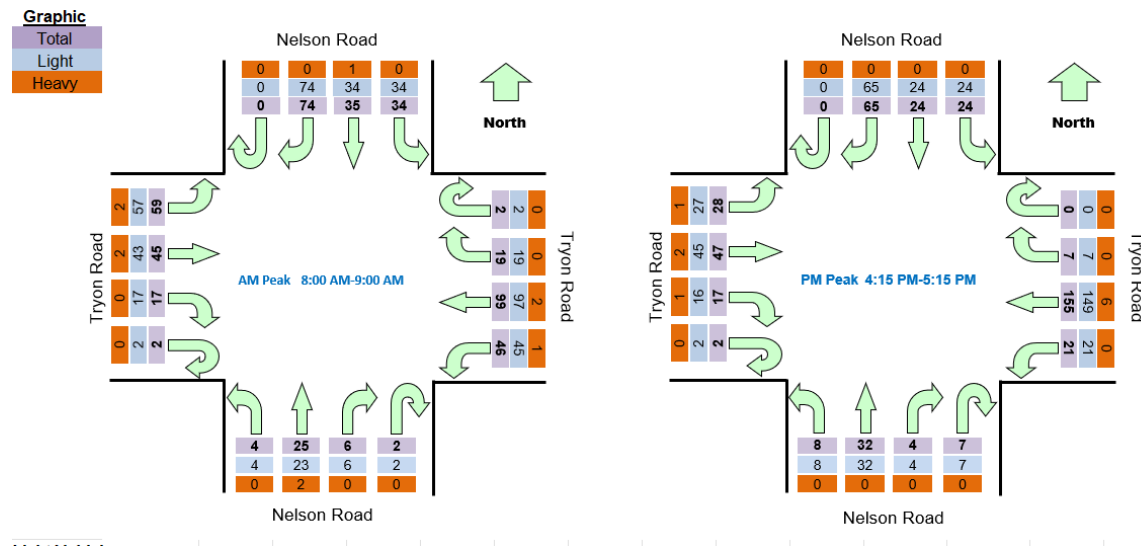 Graphic
Total
Light
Heavy
Nelson Road
0 0 1 0
0 74 34 34
0 74 35 34
North
Tryon Road
2 57 59
2 43 45
0 17 17
0 2 2
AM Peak 8:00 AM-9:00 AM
2 2 0
19 19 0
99 97 2
46 45 1
Tryon Road
4 25 6 2
4 23 6 2
0 2 0 0
Nelson Road
Nelson Road
0 0 0 0
0 65 24 24
0 65 24 24
North
Tryon Road
1 27 28
2 45 47
1 16 17
0 2 2
PM Peak 4:15 PM-5:15 PM
0 0 0
7 7 0
155 149 6
21 21 0
Tryon Road
8 32 4 7
8 32 4 7
0 0 0 0
Nelson Road